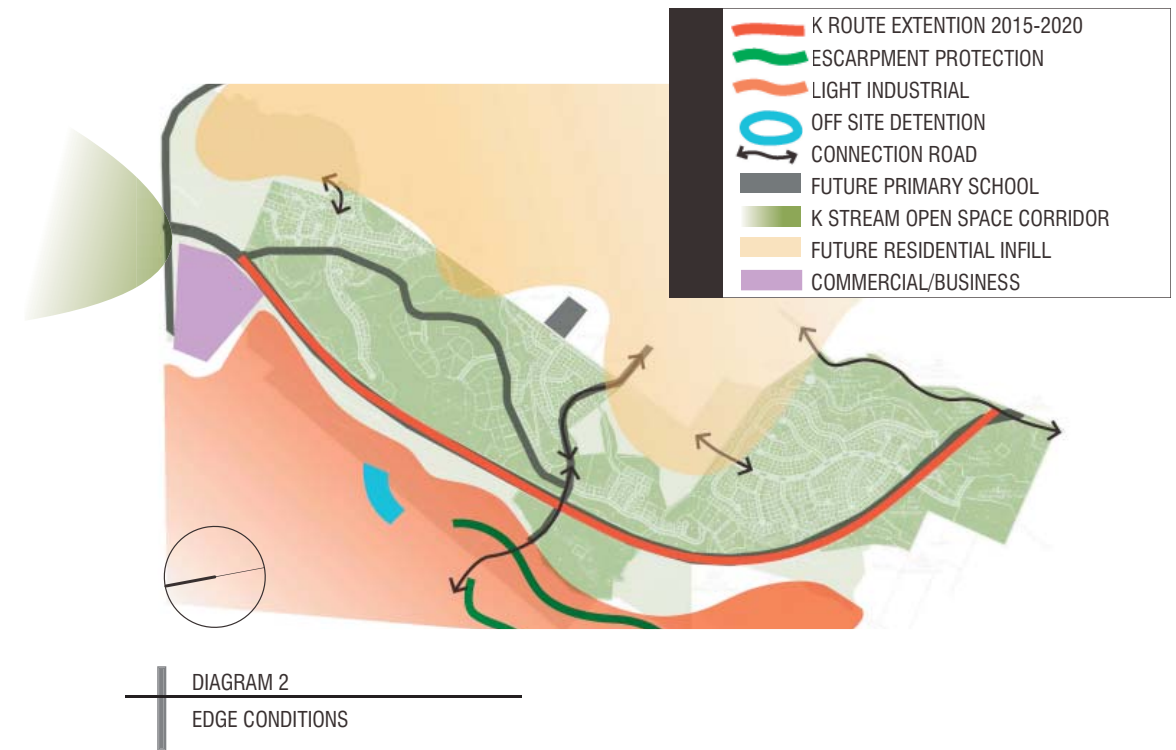 K ROUTE EXTENTION 2015-2020
ESCARPMENT PROTECTION
LIGHT INDUSTRIAL
OFF SITE DETENTION
CONNECTION ROAD
FUTURE PRIMARY SCHOOL
K STREAM OPEN SPACE CORRIDOR
FUTURE RESIDENTIAL INFILL
COMMERCIAL/BUSINESS
DIAGRAM 2
EDGE CONDITIONS